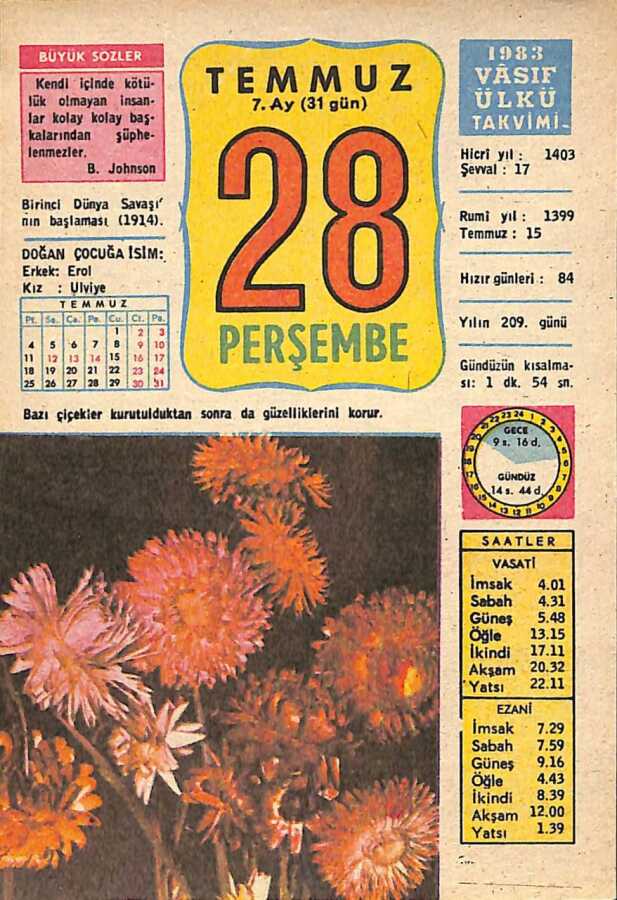 BÜYÜK SÖZLER
Kendi içinde kötü-
lük olmayan insan-
lar kolay kolay baş-
kalarından şüphe-
lenmezler.
B. Johnson
Birinci Dünya Savaşı'
nın başlaması (1914).
DOĞAN ÇOCUĞA İSİM:
Erkek: Erol
Kız : Ulviye
TEMMUZ
Pt. Sa. Ça. Pe. Cu. Ct. Pa.
1 2 3
4 5 6 7 8 9 10
11 12 13 14 15 16 17
18 19 20 21 22 23 24
25 26 27 28 29 30 31
TEMMUZ
7. Ay (31 gün)
28
PERŞEMBE
1983
VÂSIF
ÜLKÜ
TAKVİMİ
Hicrî yıl : 1403
Şevval : 17
Rumî yıl : 1399
Temmuz : 15
Hızır günleri : 84
Yılın 209. günü
Gündüzün kısalma-
sı: 1 dk. 54 sn.
Bazı çiçekler kurutulduktan sonra da güzelliklerini korur.
GECE
9 s. 16 d.
GÜNDÜZ
14 s. 44 d.
SAATLER
VASATİ
İmsak 4.01
Sabah 4.31
Güneş 5.48
Öğle 13.15
İkindi 17.11
Akşam 20.32
Yatsı 22.11
EZANİ
İmsak 7.29
Sabah 7.59
Güneş 9.16
Öğle 4.43
İkindi 8.39
Akşam 12.00
Yatsı 1.39